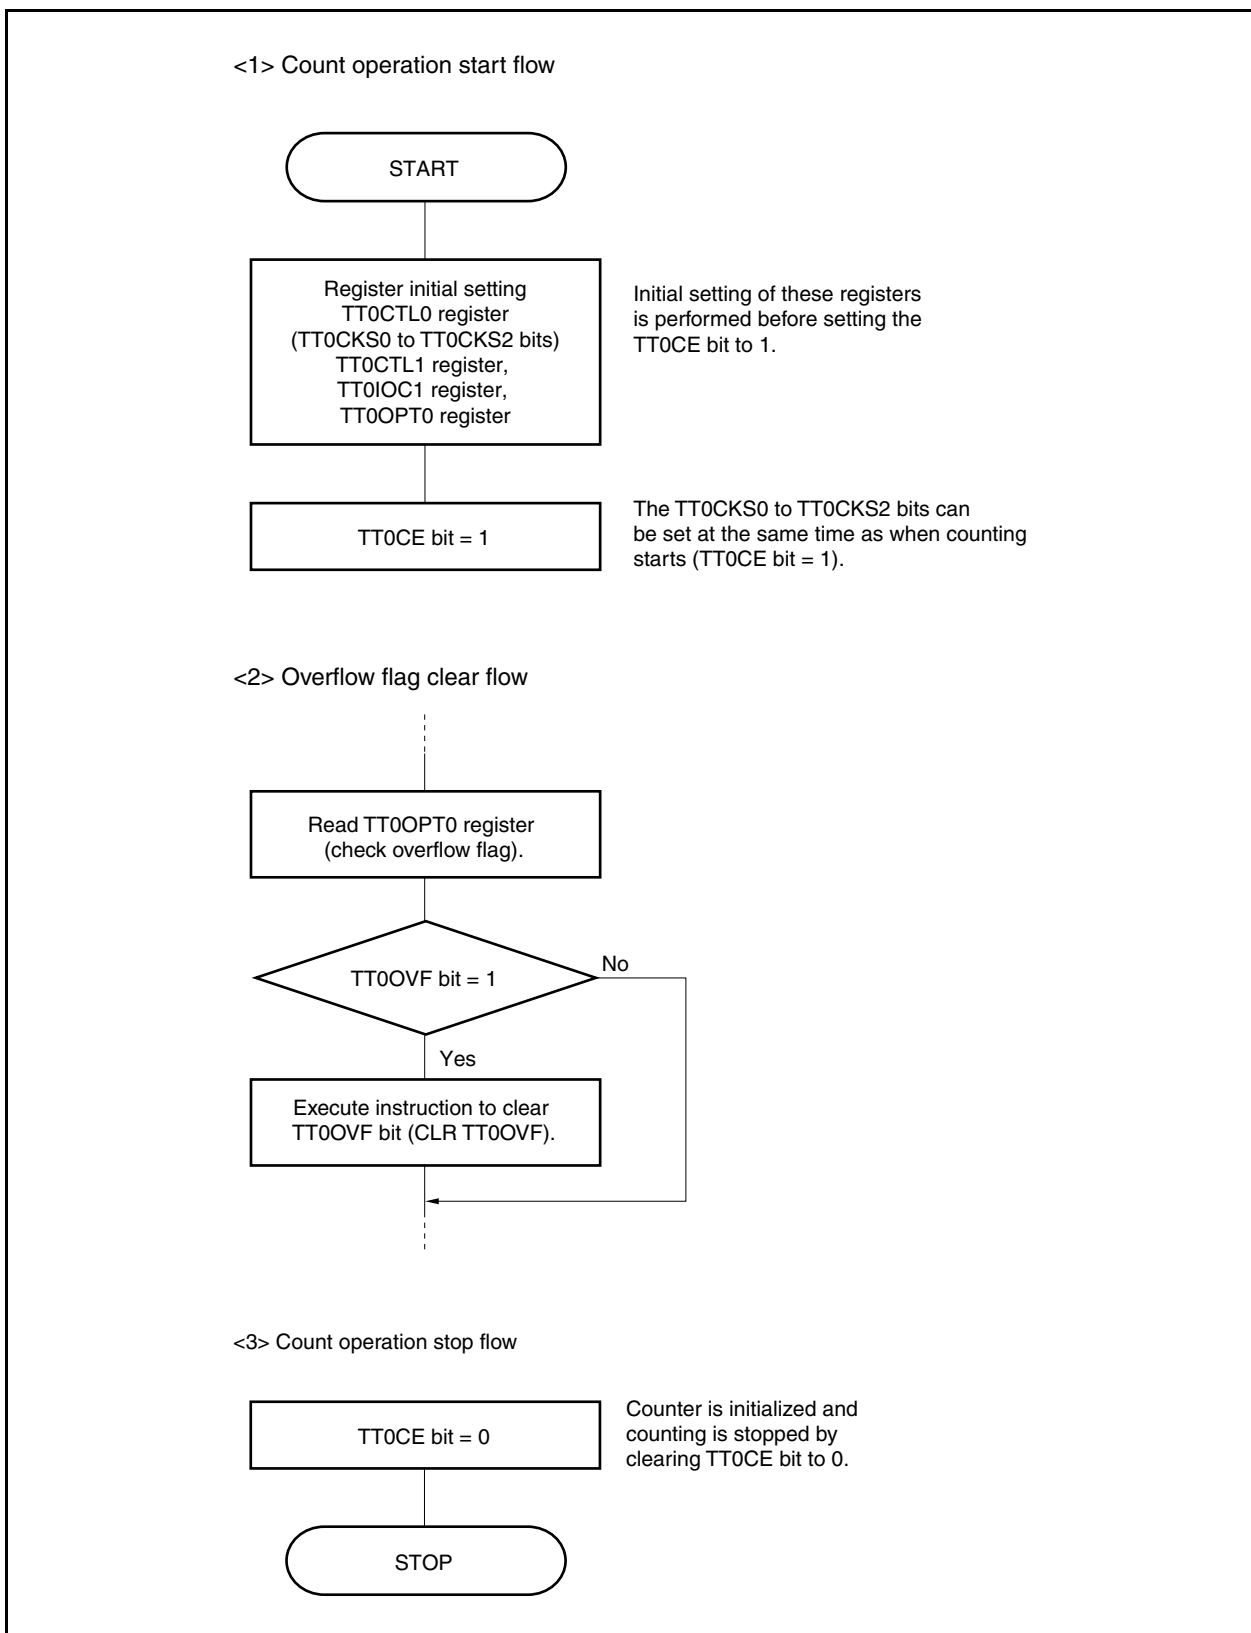 <1> Count operation start flow
START
Register initial setting
TT0CTL0 register
(TT0CKS0 to TT0CKS2 bits)
TT0CTL1 register,
TT0IOC1 register,
TT0OPT0 register
Initial setting of these registers
is performed before setting the
TT0CE bit to 1.
TT0CE bit = 1
The TT0CKS0 to TT0CKS2 bits can
be set at the same time as when counting
starts (TT0CE bit = 1).
<2> Overflow flag clear flow
Read TT0OPT0 register
(check overflow flag).
TT0OVF bit = 1
No
Yes
Execute instruction to clear
TT0OVF bit (CLR TT0OVF).
<3> Count operation stop flow
TT0CE bit = 0
Counter is initialized and
counting is stopped by
clearing TT0CE bit to 0.
STOP